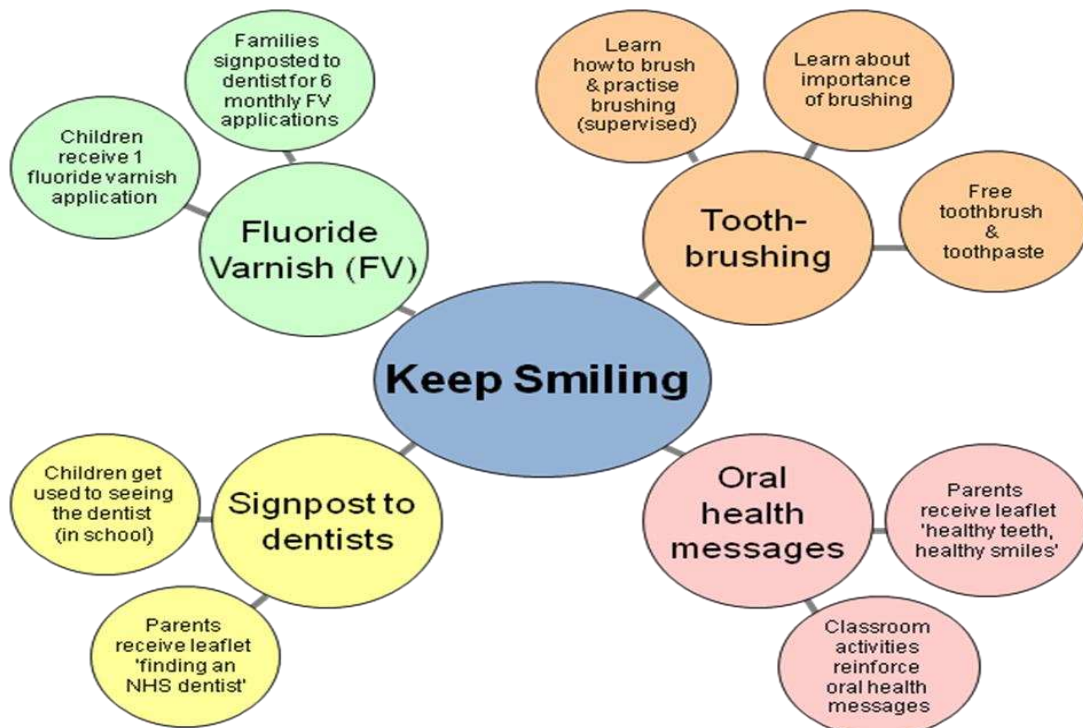 Families
signposted to
dentist for 6
monthly FV
applications
Children
receive 1
fluoride varnish
application
Fluoride
Varnish (FV)
Learn
how to brush
& practise
brushing
(supervised)
Learn about
importance
of brushing
Free
toothbrush
&
toothpaste
Tooth-
brushing
Keep Smiling
Children get
used to seeing
the dentist
(in school)
Signpost to
dentists
Parents
receive leaflet
'finding an
NHS dentist'
Oral
health
messages
Parents
receive leaflet
'healthy teeth,
healthy smiles'
Classroom
activities
reinforce
oral health
messages